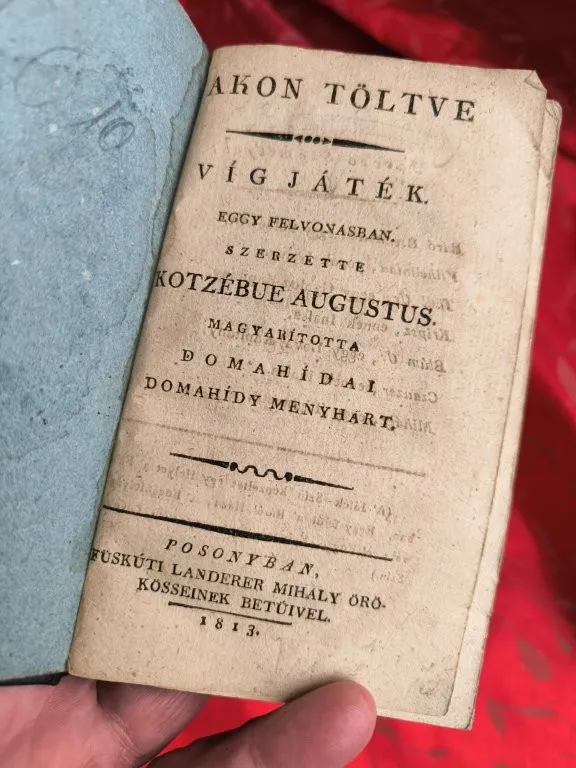 AKON TÖLTVE
VÍGJÁTÉK.
EGGY FELVONASBAN.
SZERZETTE
KOTZÉBUE AUGUSTUS.
MAGYARÍTOTTA
DOMAHÍDAI
DOMAHÍDY MENYHÁRT.
POSONYBAN,
FÜSKÚTI LANDERER MIHÁLY ÖRÖ-
KÖSSEINEK BETŰIVEL.
1813.